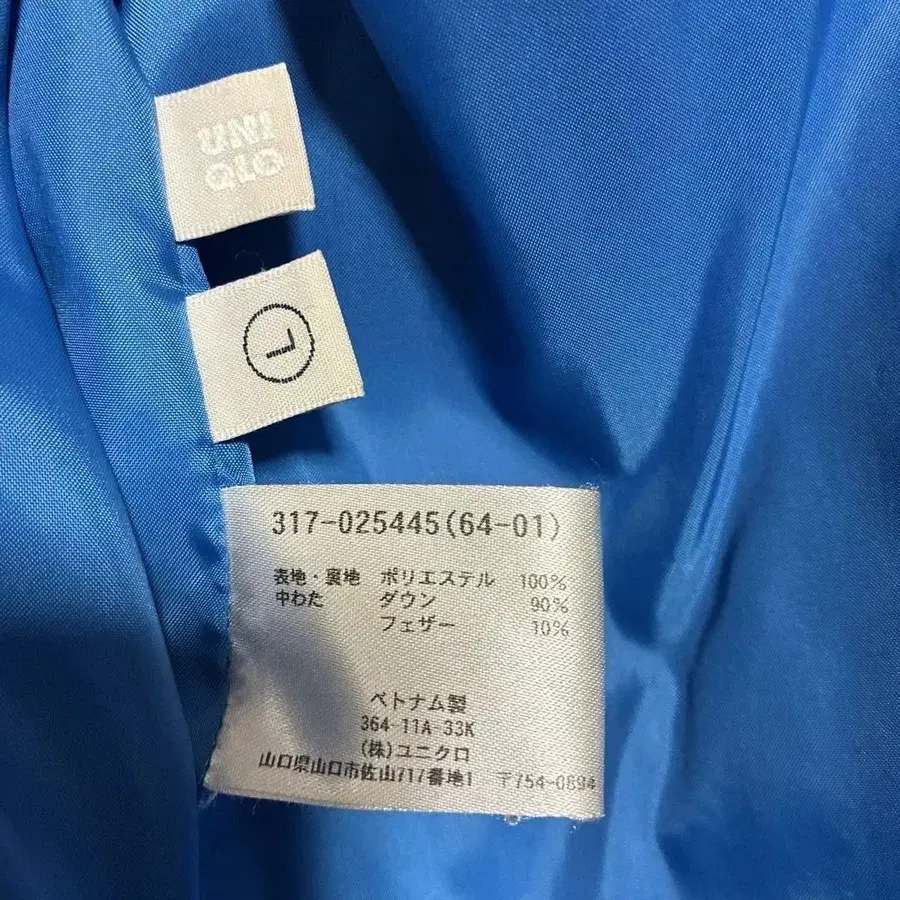 UNI
QLO
L
317-025445(64-01)
表地・裏地 ポリエステル 100%
中わた ダウン 90%
フェザー 10%
ベトナム製
364-11A-33K
(株)ユニクロ
山口県山口市佐山717番地1 〒754-0894